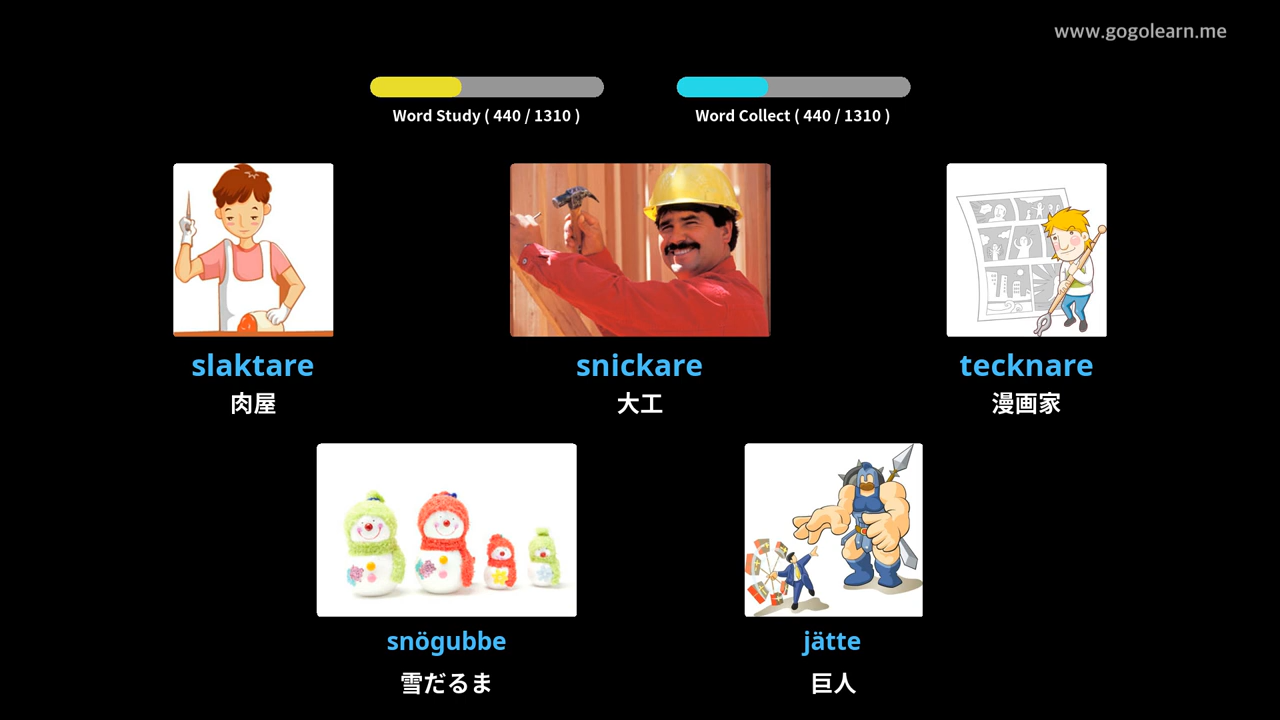 www.gogolearn.me
Word Study ( 440 / 1310 )
Word Collect ( 440 / 1310 )
slaktare
肉屋
snickare
大工
tecknare
漫画家
snögubbe
雪だるま
jätte
巨人